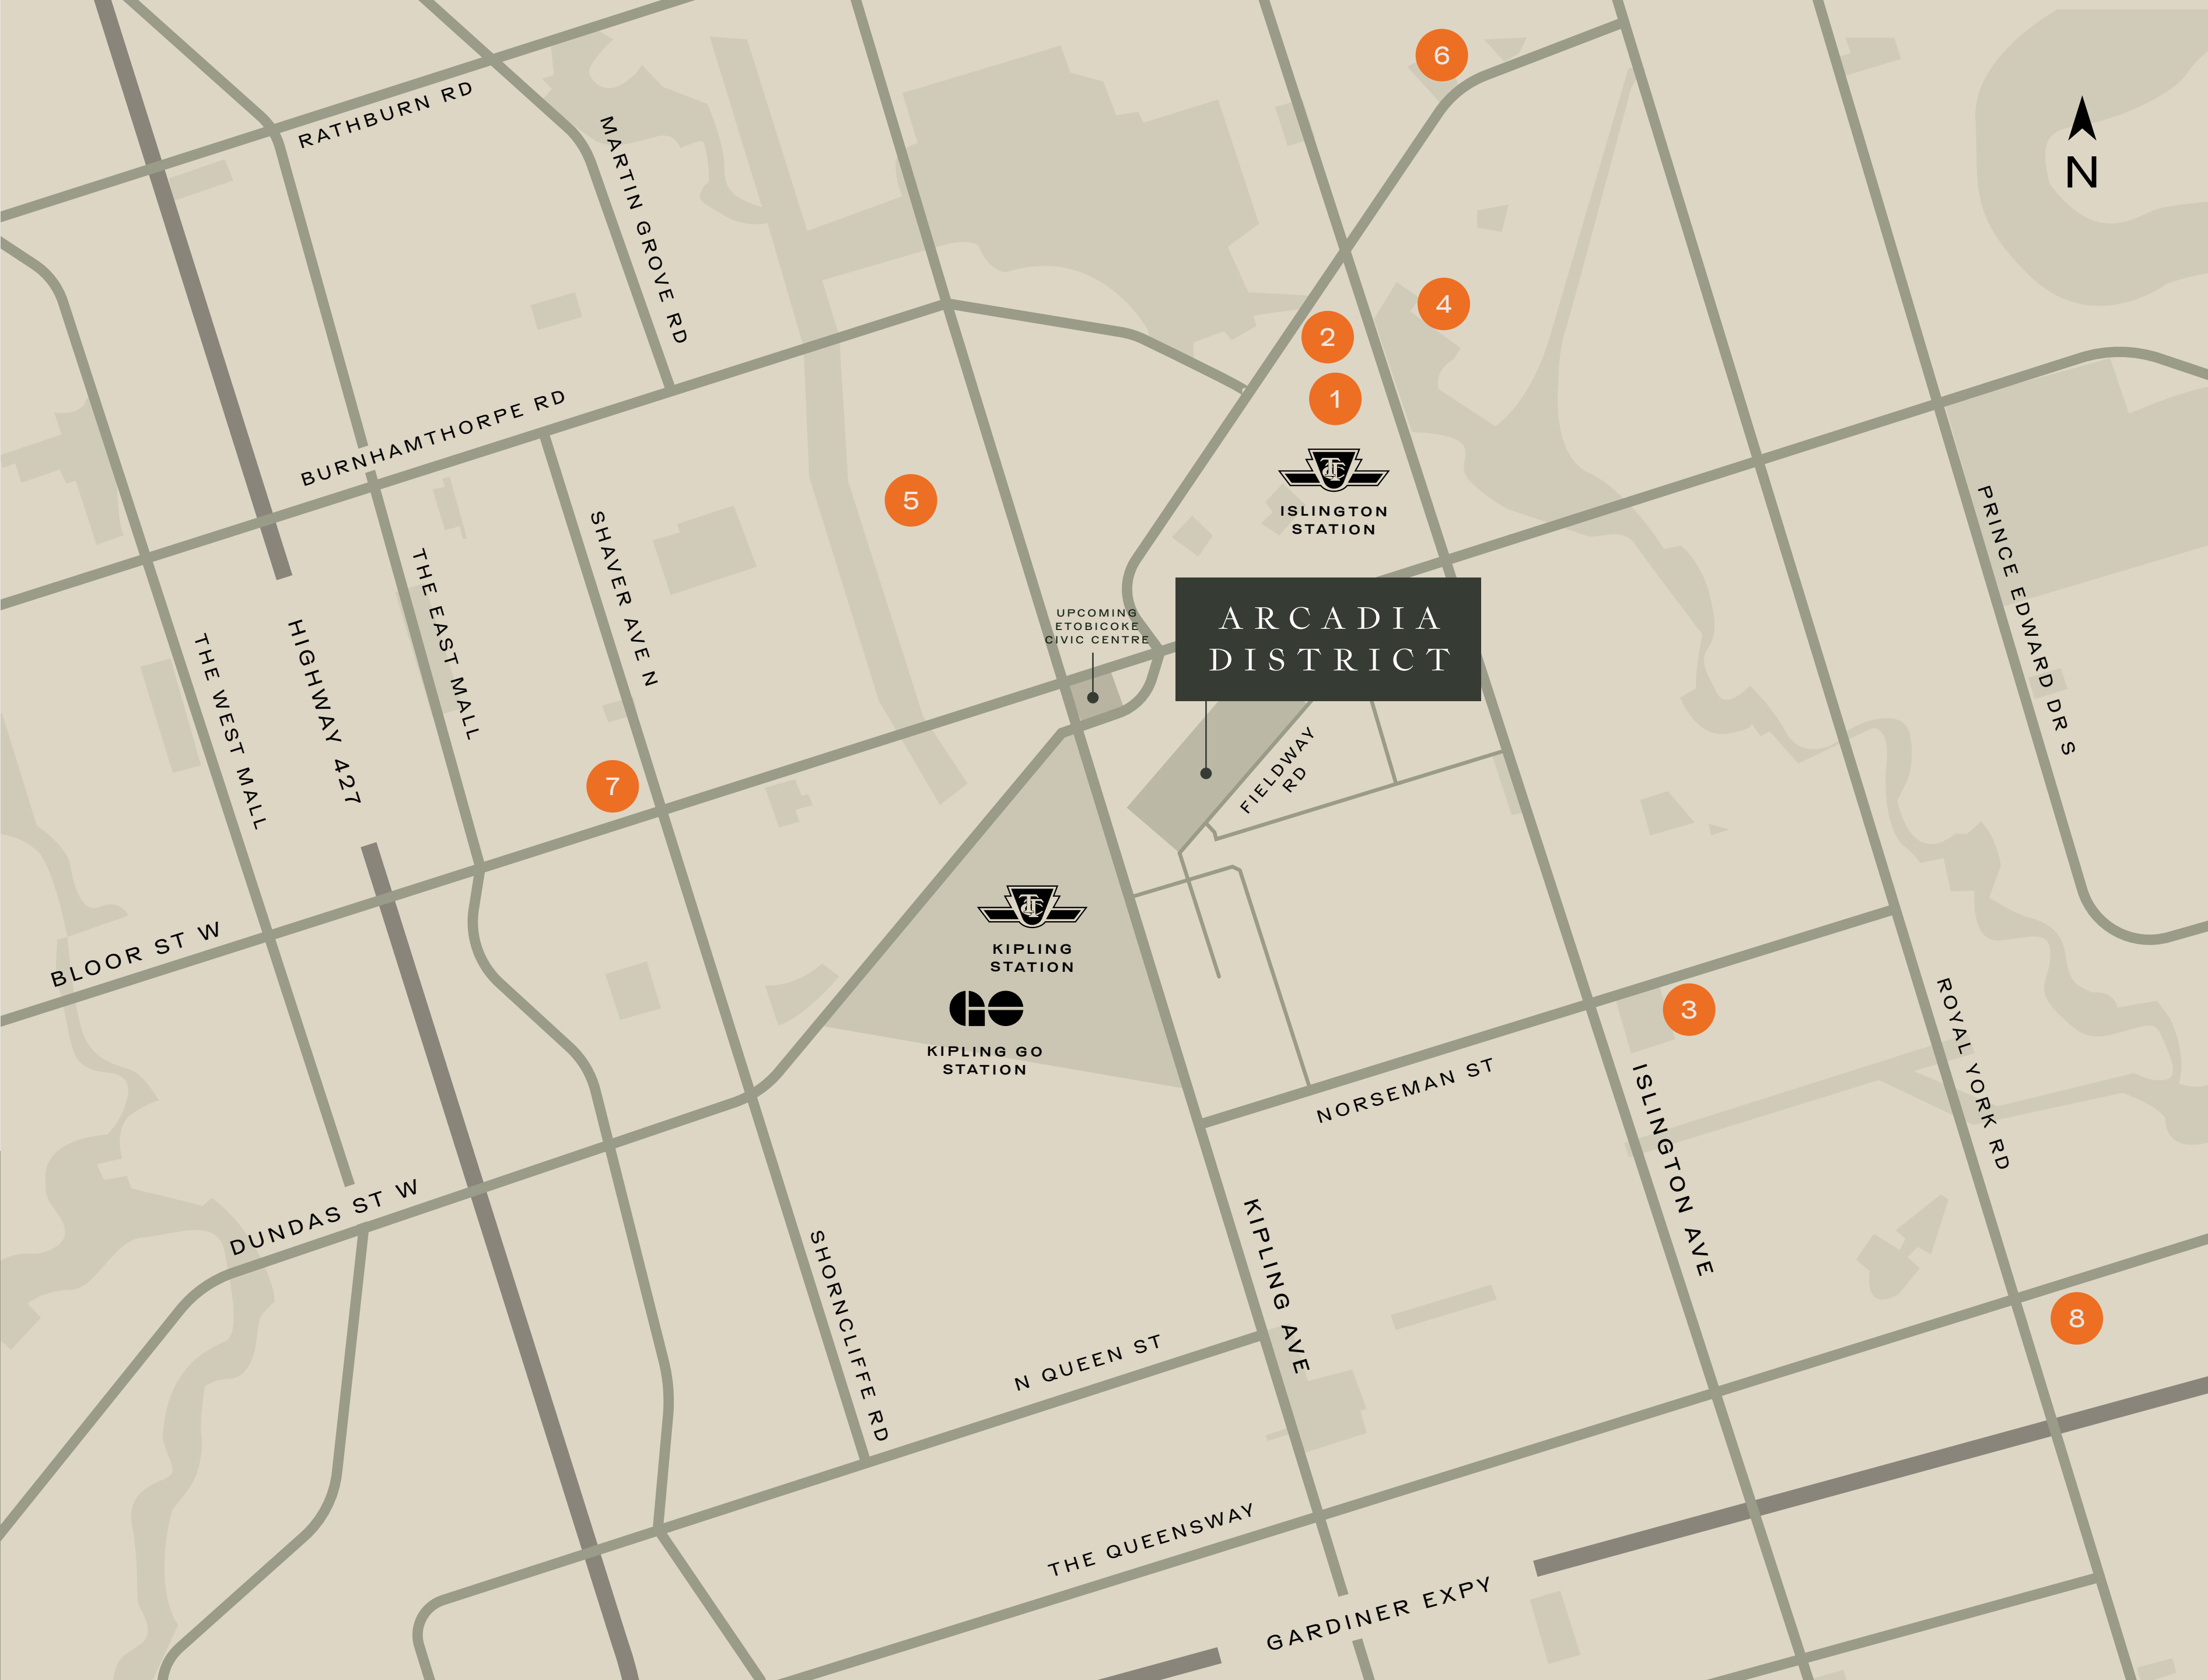 6
RATHBURN RD
MARTIN GROVE RD
N
4
2
1
BURNHAMTHORPE RD
TTC
ISLINGTON
STATION
5
PRINCE EDWARD DR S
SHAVER AVE N
THE EAST MALL
UPCOMING
ETOBICOKE
CIVIC CENTRE
ARCADIA
DISTRICT
HIGHWAY 427
THE WEST MALL
FIELDWAY
RD
7
TTC
KIPLING
STATION
BLOOR ST W
GO
KIPLING GO
STATION
3
ROYAL YORK RD
NORSEMAN ST
ISLINGTON AVE
DUNDAS ST W
KIPLING AVE
SHORNCLIFFE RD
8
N QUEEN ST
THE QUEENSWAY
GARDINER EXPY